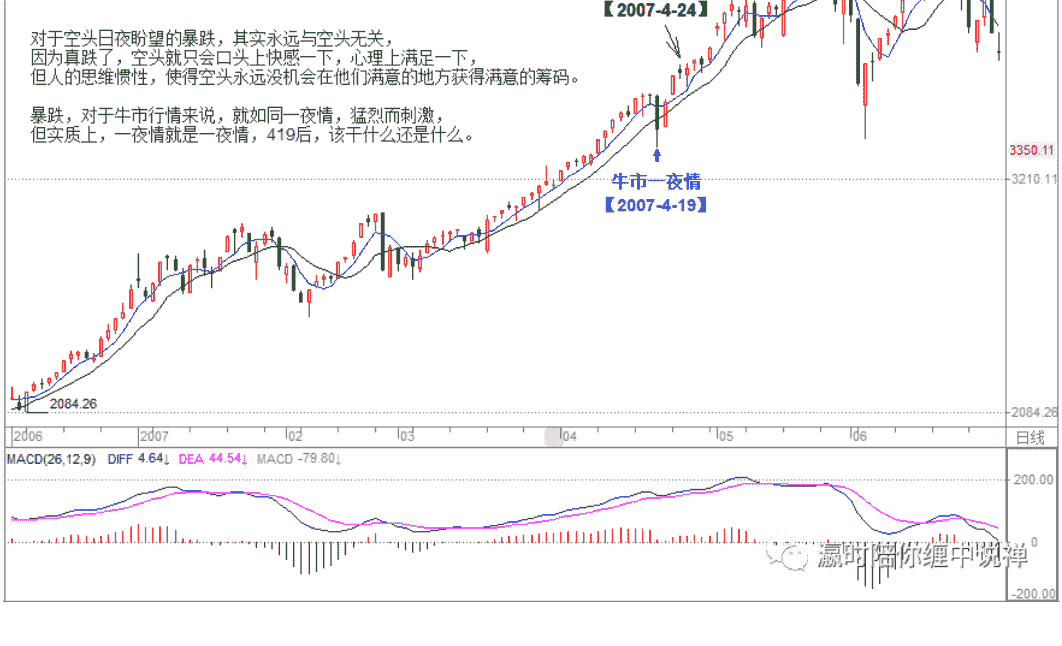 【2007-4-24】
对于空头日夜盼望的暴跌，其实永远与空头无关，
因为真跌了，空头就只会口头上快感一下，心理上满足一下，
但人的思维惯性，使得空头永远没机会在他们满意的地方获得满意的筹码。
暴跌，对于牛市行情来说，就如同一夜情，猛烈而刺激，
但实质上，一夜情就是一夜情，419后，该干什么还是什么。
3350.11
3210.11
牛市一夜情
【2007-4-19】
2084.26
2084.26
2006 2007 02 03 04 05 06 日线
MACD(26,12,9) DIFF 4.64↓ DEA 44.54↓ MACD -79.80↓
200.00
0
瀛时陪你缠中说禅
-200.00